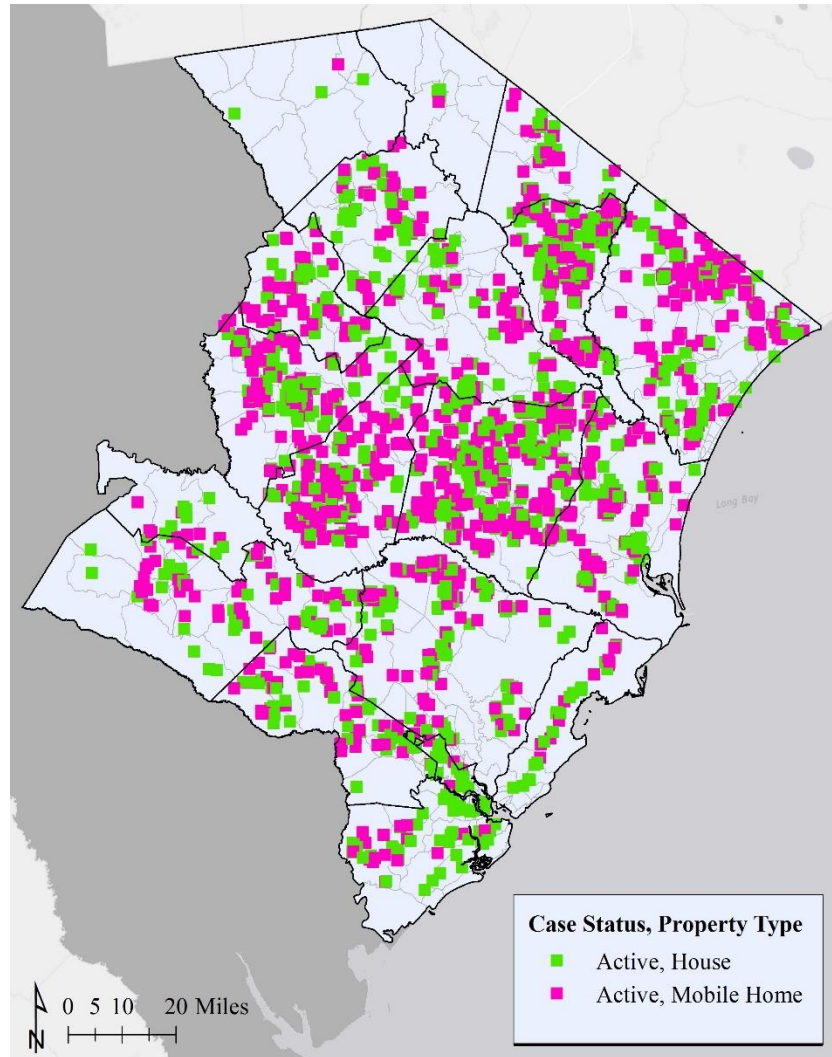 Long Bay
Case Status, Property Type
Active, House
Active, Mobile Home
N
0 5 10 20 Miles